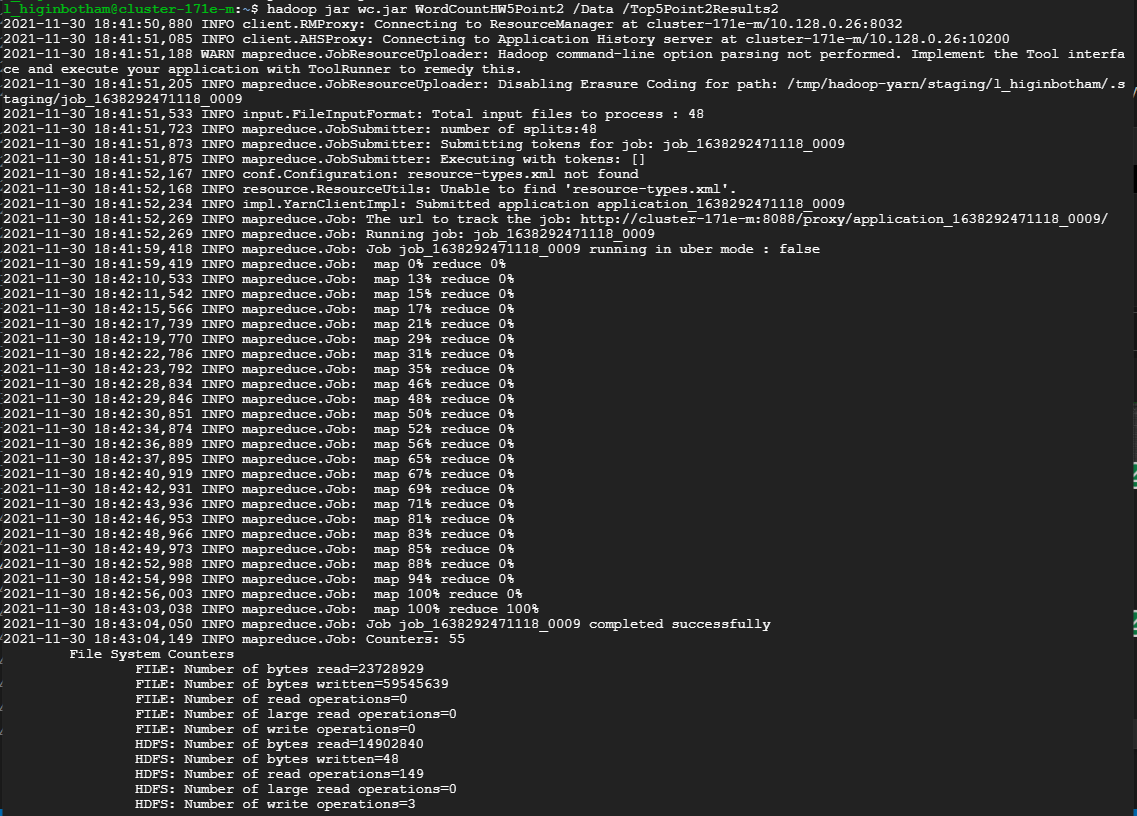 l_higinbotham@cluster-171e-m:~$ hadoop jar wc.jar WordCountHW5Point2 /Data /Top5Point2Results2
2021-11-30 18:41:50,880 INFO client.RMProxy: Connecting to ResourceManager at cluster-171e-m/10.128.0.26:8032
2021-11-30 18:41:51,085 INFO client.AHSProxy: Connecting to Application History server at cluster-171e-m/10.128.0.26:10200
2021-11-30 18:41:51,188 WARN mapreduce.JobResourceUploader: Hadoop command-line option parsing not performed. Implement the Tool interfa
ce and execute your application with ToolRunner to remedy this.
2021-11-30 18:41:51,205 INFO mapreduce.JobResourceUploader: Disabling Erasure Coding for path: /tmp/hadoop-yarn/staging/l_higinbotham/.s
taging/job_1638292471118_0009
2021-11-30 18:41:51,533 INFO input.FileInputFormat: Total input files to process : 48
2021-11-30 18:41:51,723 INFO mapreduce.JobSubmitter: number of splits:48
2021-11-30 18:41:51,873 INFO mapreduce.JobSubmitter: Submitting tokens for job: job_1638292471118_0009
2021-11-30 18:41:51,875 INFO mapreduce.JobSubmitter: Executing with tokens: []
2021-11-30 18:41:52,167 INFO conf.Configuration: resource-types.xml not found
2021-11-30 18:41:52,168 INFO resource.ResourceUtils: Unable to find 'resource-types.xml'.
2021-11-30 18:41:52,234 INFO impl.YarnClientImpl: Submitted application application_1638292471118_0009
2021-11-30 18:41:52,269 INFO mapreduce.Job: The url to track the job: http://cluster-171e-m:8088/proxy/application_1638292471118_0009/
2021-11-30 18:41:52,269 INFO mapreduce.Job: Running job: job_1638292471118_0009
2021-11-30 18:41:59,418 INFO mapreduce.Job: Job job_1638292471118_0009 running in uber mode : false
2021-11-30 18:41:59,419 INFO mapreduce.Job:  map 0% reduce 0%
2021-11-30 18:42:10,533 INFO mapreduce.Job:  map 13% reduce 0%
2021-11-30 18:42:11,542 INFO mapreduce.Job:  map 15% reduce 0%
2021-11-30 18:42:15,566 INFO mapreduce.Job:  map 17% reduce 0%
2021-11-30 18:42:17,739 INFO mapreduce.Job:  map 21% reduce 0%
2021-11-30 18:42:19,770 INFO mapreduce.Job:  map 29% reduce 0%
2021-11-30 18:42:22,786 INFO mapreduce.Job:  map 31% reduce 0%
2021-11-30 18:42:23,792 INFO mapreduce.Job:  map 35% reduce 0%
2021-11-30 18:42:28,834 INFO mapreduce.Job:  map 46% reduce 0%
2021-11-30 18:42:29,846 INFO mapreduce.Job:  map 48% reduce 0%
2021-11-30 18:42:30,851 INFO mapreduce.Job:  map 50% reduce 0%
2021-11-30 18:42:34,874 INFO mapreduce.Job:  map 52% reduce 0%
2021-11-30 18:42:36,889 INFO mapreduce.Job:  map 56% reduce 0%
2021-11-30 18:42:37,895 INFO mapreduce.Job:  map 65% reduce 0%
2021-11-30 18:42:40,919 INFO mapreduce.Job:  map 67% reduce 0%
2021-11-30 18:42:42,931 INFO mapreduce.Job:  map 69% reduce 0%
2021-11-30 18:42:43,936 INFO mapreduce.Job:  map 71% reduce 0%
2021-11-30 18:42:46,953 INFO mapreduce.Job:  map 81% reduce 0%
2021-11-30 18:42:48,966 INFO mapreduce.Job:  map 83% reduce 0%
2021-11-30 18:42:49,973 INFO mapreduce.Job:  map 85% reduce 0%
2021-11-30 18:42:52,988 INFO mapreduce.Job:  map 88% reduce 0%
2021-11-30 18:42:54,998 INFO mapreduce.Job:  map 94% reduce 0%
2021-11-30 18:42:56,003 INFO mapreduce.Job:  map 100% reduce 0%
2021-11-30 18:43:03,038 INFO mapreduce.Job:  map 100% reduce 100%
2021-11-30 18:43:04,050 INFO mapreduce.Job: Job job_1638292471118_0009 completed successfully
2021-11-30 18:43:04,149 INFO mapreduce.Job: Counters: 55
File System Counters
FILE: Number of bytes read=23728929
FILE: Number of bytes written=59545639
FILE: Number of read operations=0
FILE: Number of large read operations=0
FILE: Number of write operations=0
HDFS: Number of bytes read=14902840
HDFS: Number of bytes written=48
HDFS: Number of read operations=149
HDFS: Number of large read operations=0
HDFS: Number of write operations=3